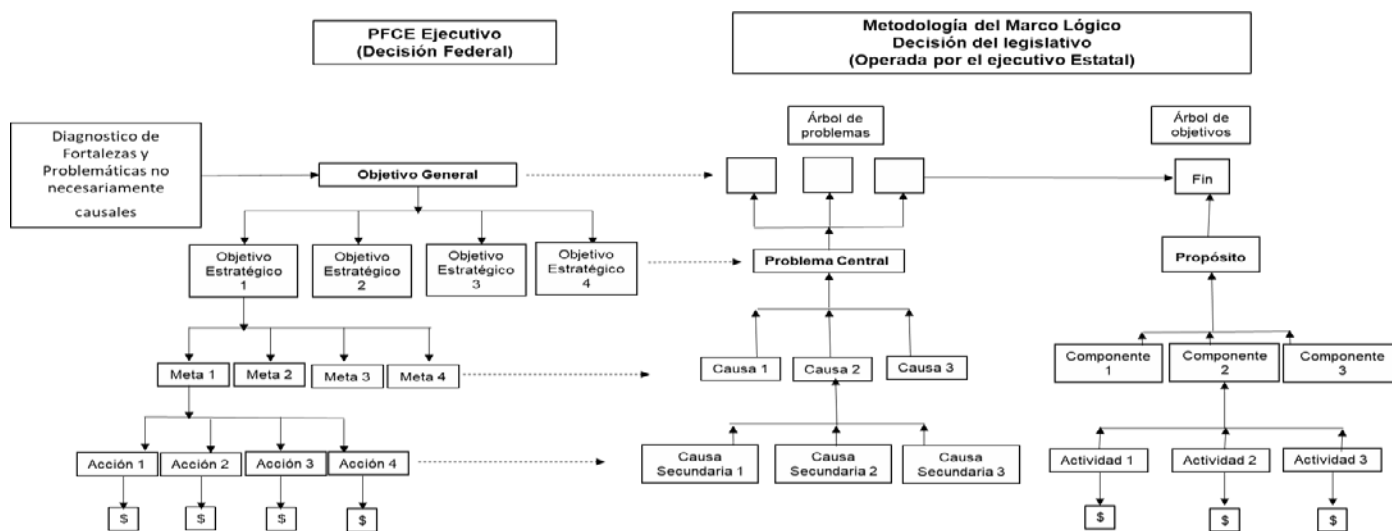 PFCE Ejecutivo
(Decisión Federal)
Metodología del Marco Lógico
Decisión del legislativo
(Operada por el ejecutivo Estatal)
Diagnostico de
Fortalezas y
Problemáticas no
necesariamente
causales
Objetivo General
Árbol de
problemas
Árbol de
objetivos
Fin
Objetivo
Estratégico
1
Objetivo
Estratégico
2
Objetivo
Estratégico
3
Objetivo
Estratégico
4
Problema Central
Propósito
Meta 1
Meta 2
Meta 3
Meta 4
Causa 1
Causa 2
Causa 3
Componente
1
Componente
2
Componente
3
Acción 1
Acción 2
Acción 3
Acción 4
Causa
Secundaria 1
Causa
Secundaria 2
Causa
Secundaria 3
Actividad 1
Actividad 2
Actividad 3
$
$
$
$
$
$
$